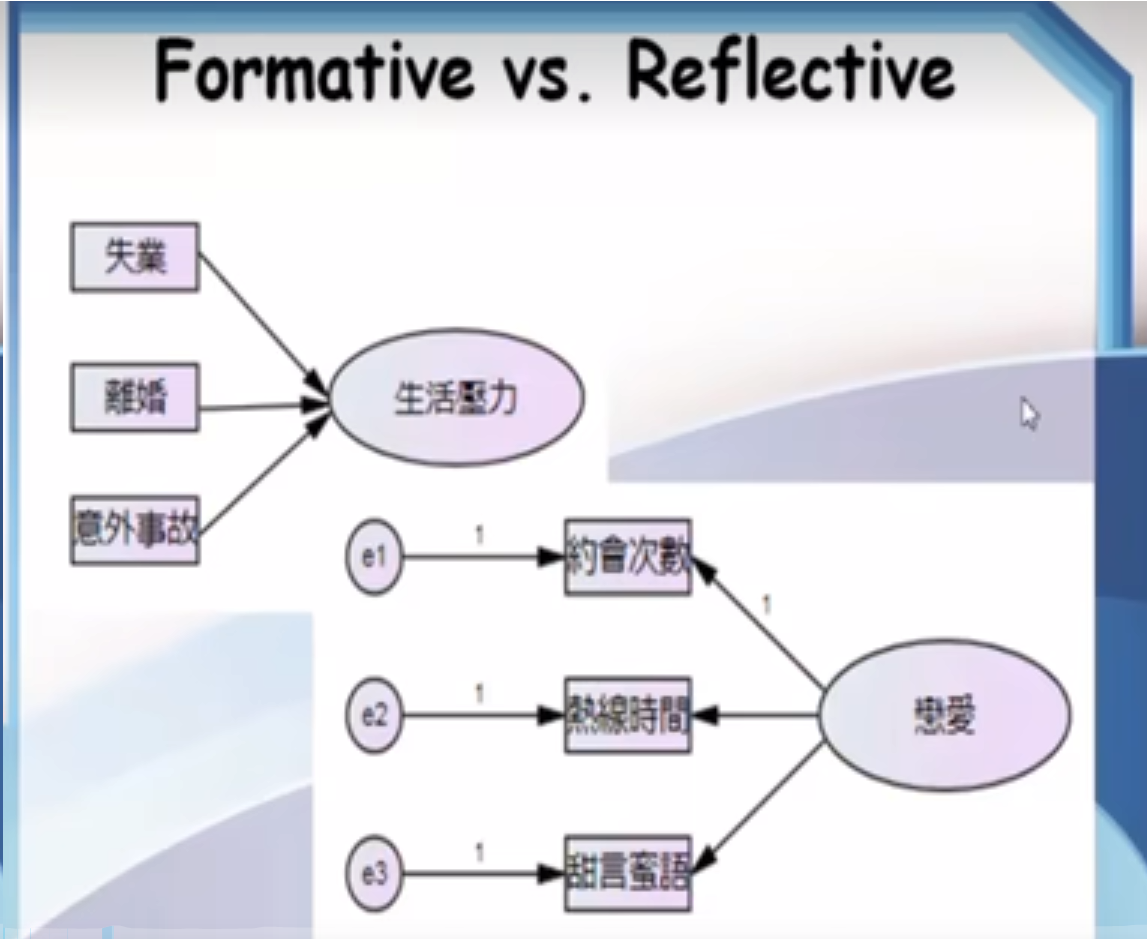 Formative vs. Reflective
失業
離婚
生活壓力
意外事故
e1
1
約會次數
1
e2
1
熱線時間
戀愛
e3
1
甜言蜜語